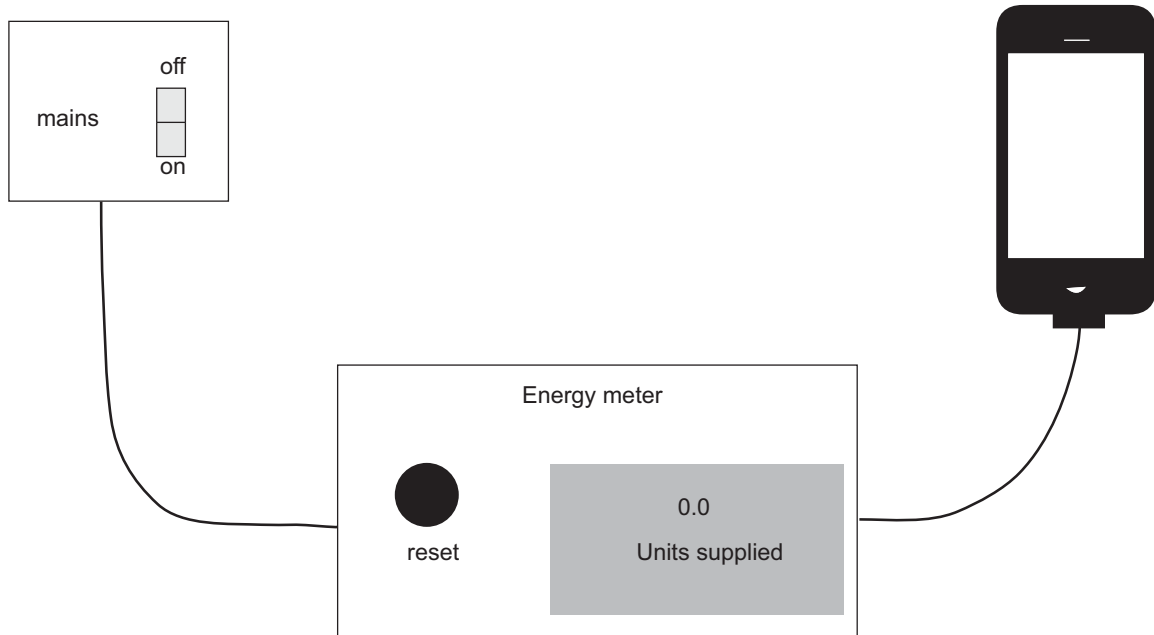 off
mains
on
Energy meter
0.0
reset
Units supplied